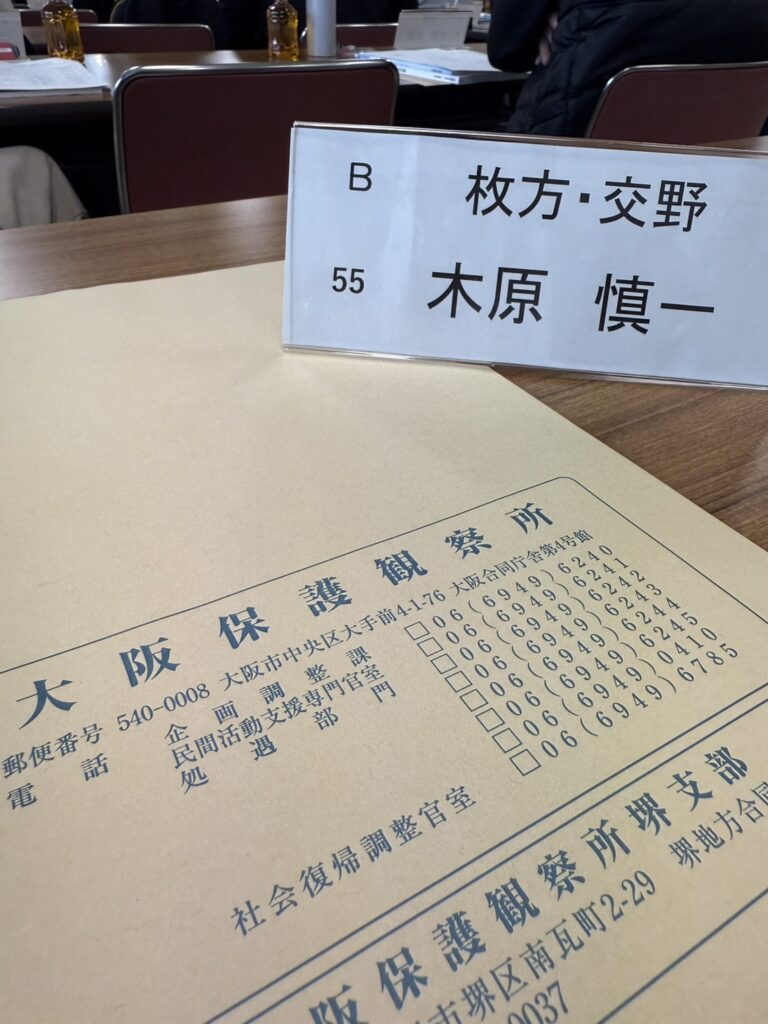 B 枚方・交野
55 木原 慎一
大阪保護観察所
郵便番号 540-0008 大阪市中央区大手前4-1-76 大阪合同庁舎第4号館
電話 企画調整課 □06(6949)6240
民間活動支援専門官室 □06(6949)6241
処遇部門 □06(6949)6242
□06(6949)6243
□06(6949)6244
□06(6949)6245
□06(6949)0410
社会復帰調整官室 □06(6949)6785
阪保護観察所堺支部
市堺区南瓦町2-29 堺地方合同
0037